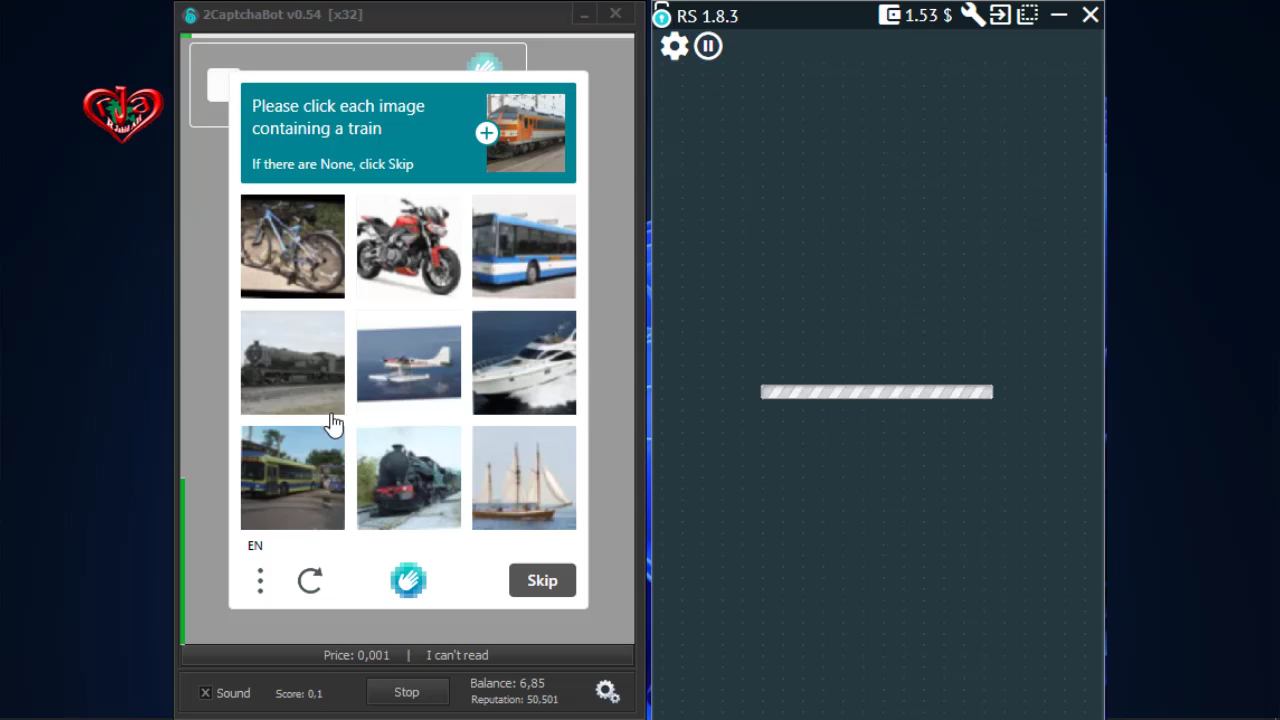 2CaptchaBot v0.54 [x32]
Please click each image
containing a train
If there are None, click Skip
EN
Skip
Price: 0,001 | I can't read
Sound
Score: 0,1
Stop
Balance: 6,85
Reputation: 50,501
RS 1.8.3
1.53 $